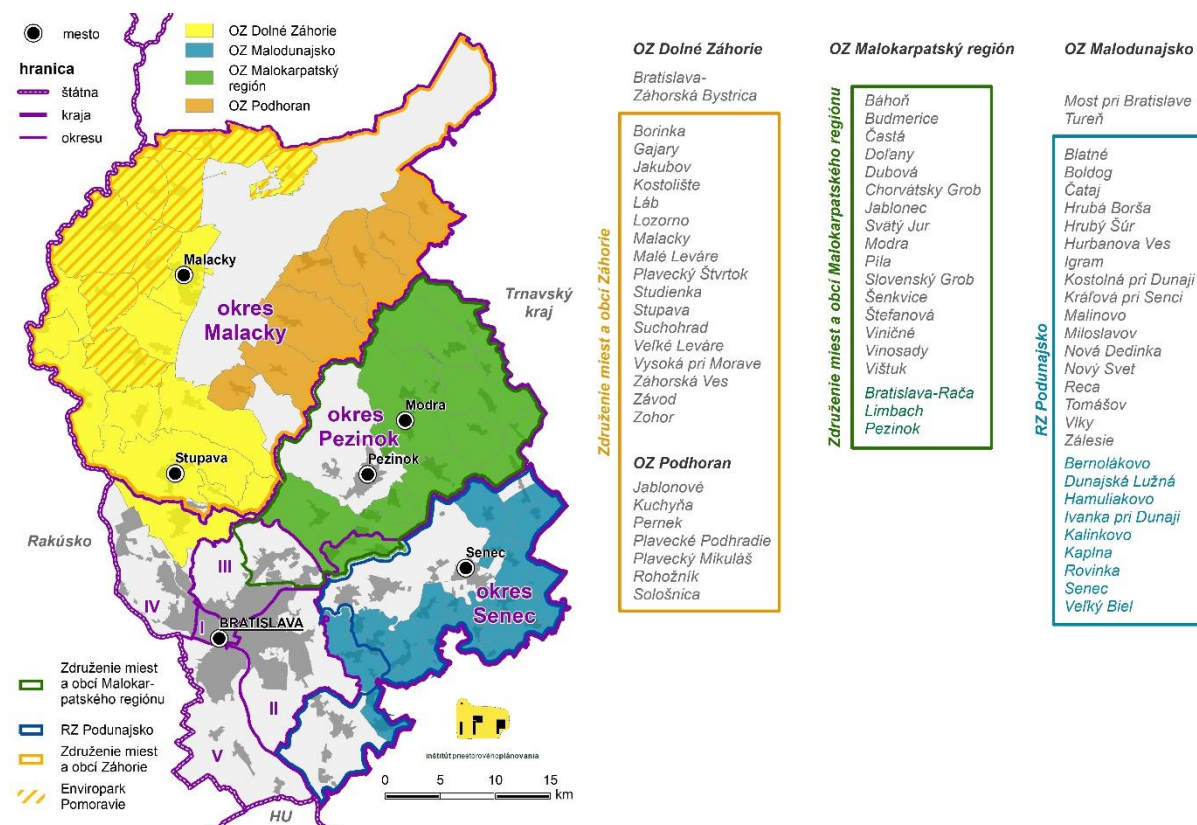 mesto
hranica
štátna
kraja
okresu
OZ Dolné Záhorie
OZ Malodunajsko
OZ Malokarpatský
región
OZ Podhoran
Malacky
okres
Malacky
Trnavský
kraj
Modra
okres
Pezinok
Pezinok
Stupava
Rakúsko
Senec
okres
Senec
III
IV
I
BRATISLAVA
II
V
HU
Združenie miest
a obcí Malokar-
patského regiónu
RZ Podunajsko
Združenie miest
a obcí Záhorie
Enviropark
Pomoravie
inštitút priestorového plánovania
0 5 10 15
km
OZ Dolné Záhorie
Bratislava-
Záhorská Bystrica
Združenie miest a obcí Záhorie
Borinka
Gajary
Jakubov
Kostolište
Láb
Lozorno
Malacky
Malé Leváre
Plavecký Štvrtok
Studienka
Stupava
Suchohrad
Veľké Leváre
Vysoká pri Morave
Záhorská Ves
Závod
Zohor
OZ Podhoran
Jablonové
Kuchyňa
Pernek
Plavecké Podhradie
Plavecký Mikuláš
Rohožník
Sološnica
OZ Malokarpatský región
Združenie miest a obcí Malokarpatského regiónu
Báhoň
Budmerice
Častá
Doľany
Dubová
Chorvátsky Grob
Jablonec
Svätý Jur
Modra
Píla
Slovenský Grob
Šenkvice
Štefanová
Viničné
Vinosady
Vištuk
Bratislava-Rača
Limbach
Pezinok
OZ Malodunajsko
Most pri Bratislave
Tureň
RZ Podunajsko
Blatné
Boldog
Čataj
Hrubá Borša
Hrubý Šúr
Hurbanova Ves
Igram
Kostolná pri Dunaji
Kráľová pri Senci
Malinovo
Miloslavov
Nová Dedinka
Nový Svet
Reca
Tomášov
Vlky
Zálesie
Bernolákovo
Dunajská Lužná
Hamuliakovo
Ivanka pri Dunaji
Kalinkovo
Kaplna
Rovinka
Senec
Veľký Biel